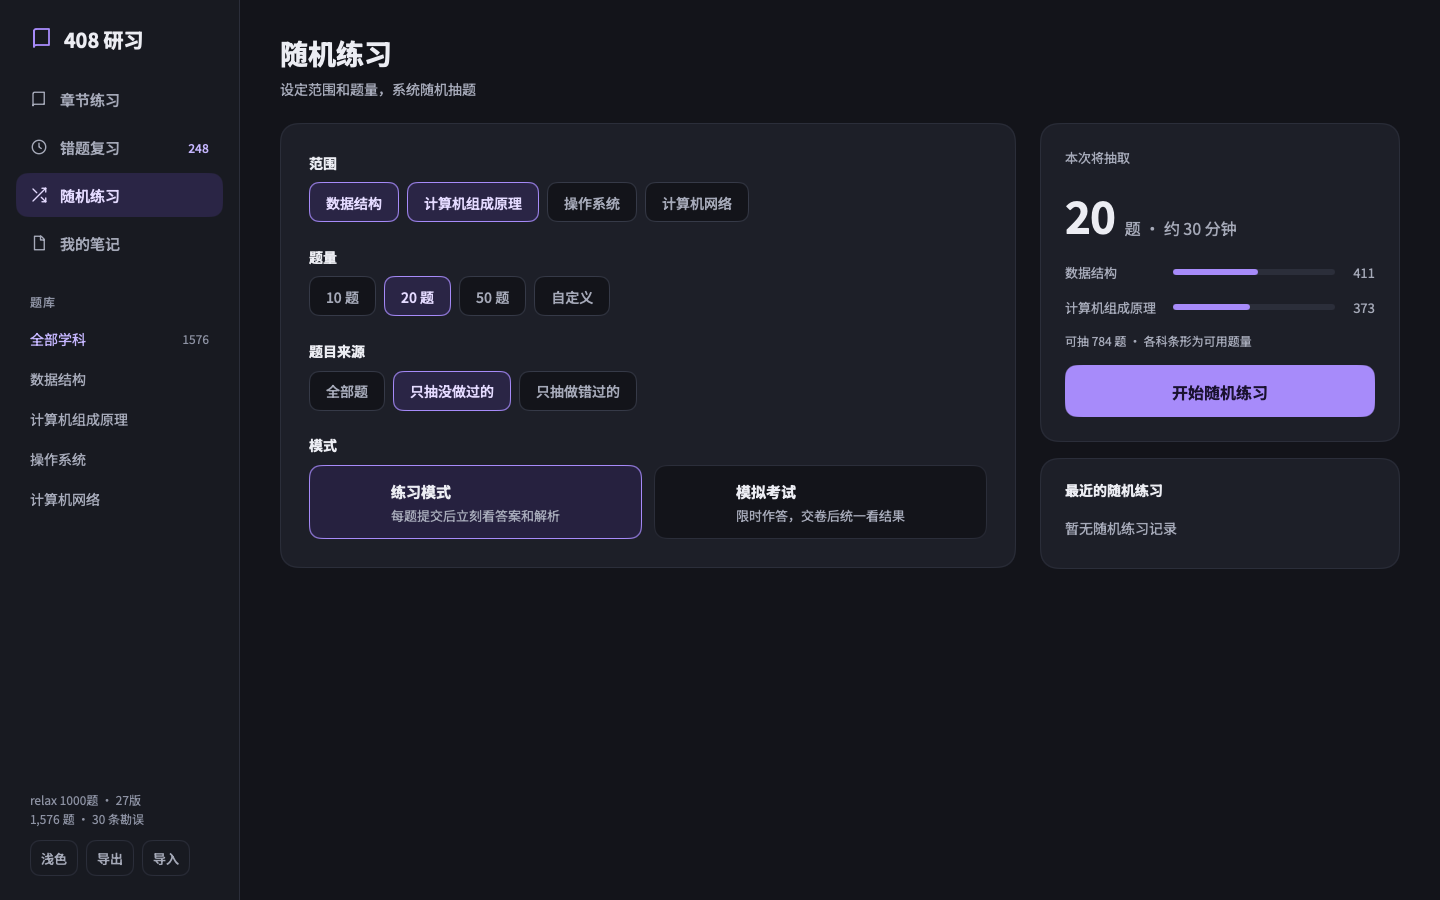 408 研习
章节练习
错题复习 248
随机练习
我的笔记
题库
全部学科 1576
数据结构
计算机组成原理
操作系统
计算机网络
relax 1000题 · 27版
1,576 题 · 30 条勘误
浅色 导出 导入
随机练习
设定范围和题量，系统随机抽题
范围
数据结构 计算机组成原理 操作系统 计算机网络
题量
10 题 20 题 50 题 自定义
题目来源
全部题 只抽没做过的 只抽做错过的
模式
练习模式
每题提交后立刻看答案和解析
模拟考试
限时作答，交卷后统一看结果
本次将抽取
20 题 · 约 30 分钟
数据结构 411
计算机组成原理 373
可抽 784 题 · 各科条形为可用题量
开始随机练习
最近的随机练习
暂无随机练习记录